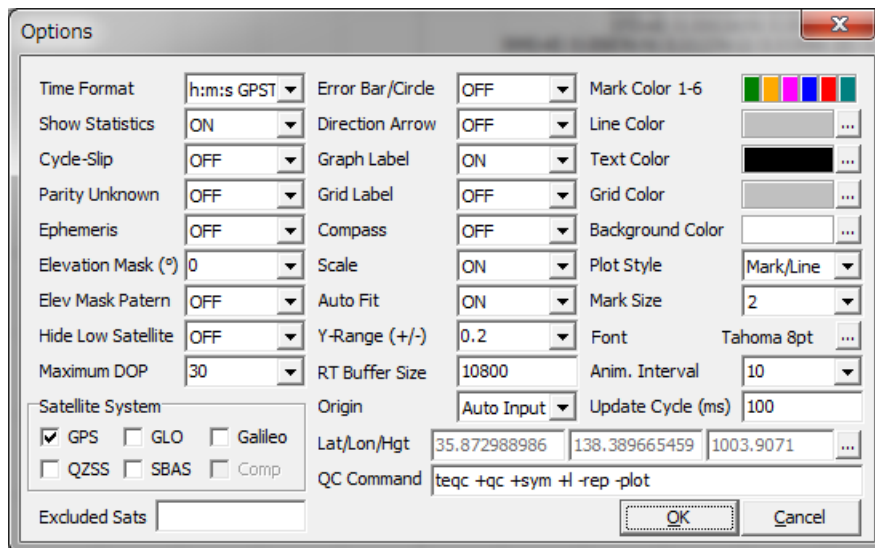 Options
Time Format h:m:s GPST Error Bar/Circle OFF Mark Color 1-6
Show Statistics ON Direction Arrow OFF Line Color ...
Cycle-Slip OFF Graph Label ON Text Color ...
Parity Unknown OFF Grid Label OFF Grid Color ...
Ephemeris OFF Compass OFF Background Color ...
Elevation Mask (°) 0 Scale ON Plot Style Mark/Line
Elev Mask Patern OFF Auto Fit ON Mark Size 2
Hide Low Satellite OFF Y-Range (+/-) 0.2 Font Tahoma 8pt ...
Maximum DOP 30 RT Buffer Size 10800 Anim. Interval 10
Satellite System Origin Auto Input Update Cycle (ms) 100
GPS GLO Galileo Lat/Lon/Hgt 35.872988986 138.389665459 1003.9071 ...
QZSS SBAS Comp QC Command teqc +qc +sym +l -rep -plot
Excluded Sats OK Cancel